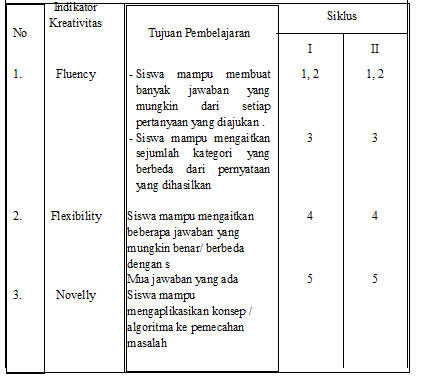 No Indikator Kreativitas Tujuan Pembelajaran Siklus
I II
1. Fluency - Siswa mampu membuat 1, 2 1, 2
banyak jawaban yang
mungkin dari setiap
pertanyaan yang diajukan .
- Siswa mampu mengaitkan 3 3
sejumlah kategori yang
berbeda dari pernyataan
yang dihasilkan
2. Flexibility Siswa mampu mengaitkan 4 4
beberapa jawaban yang
mungkin benar/ berbeda
dengan s
Mua jawaban yang ada 5 5
3. Novelly Siswa mampu
mengaplikasikan konsep /
algoritma ke pemecahan
masalah